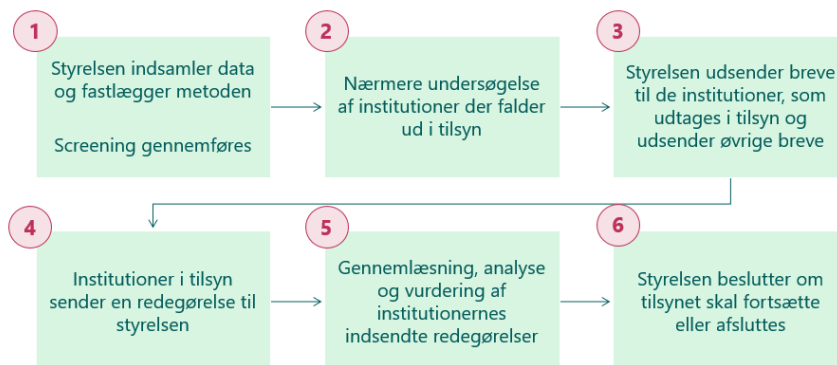 1
Styrelsen indsamler data
og fastlægger metoden
Screening gennemføres
2
Nærmere undersøgelse
af institutioner der falder
ud i tilsyn
3
Styrelsen udsender breve
til de institutioner, som
udtages i tilsyn og
udsender øvrige breve
4
Institutioner i tilsyn
sender en redegørelse til
styrelsen
5
Gennemlæsning, analyse
og vurdering af
institutionernes
indsendte redegørelser
6
Styrelsen beslutter om
tilsynet skal fortsætte
eller afsluttes